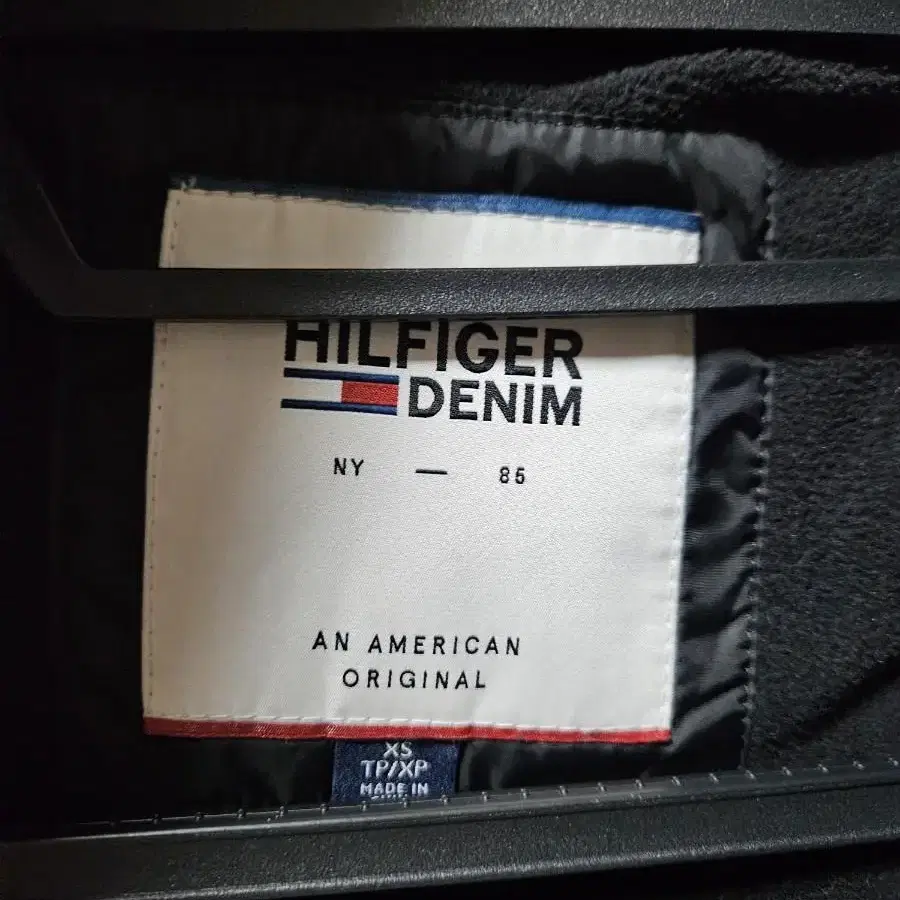 HILFIGER
DENIM
NY — 85
AN AMERICAN
ORIGINAL
XS
TP/XP
MADE IN